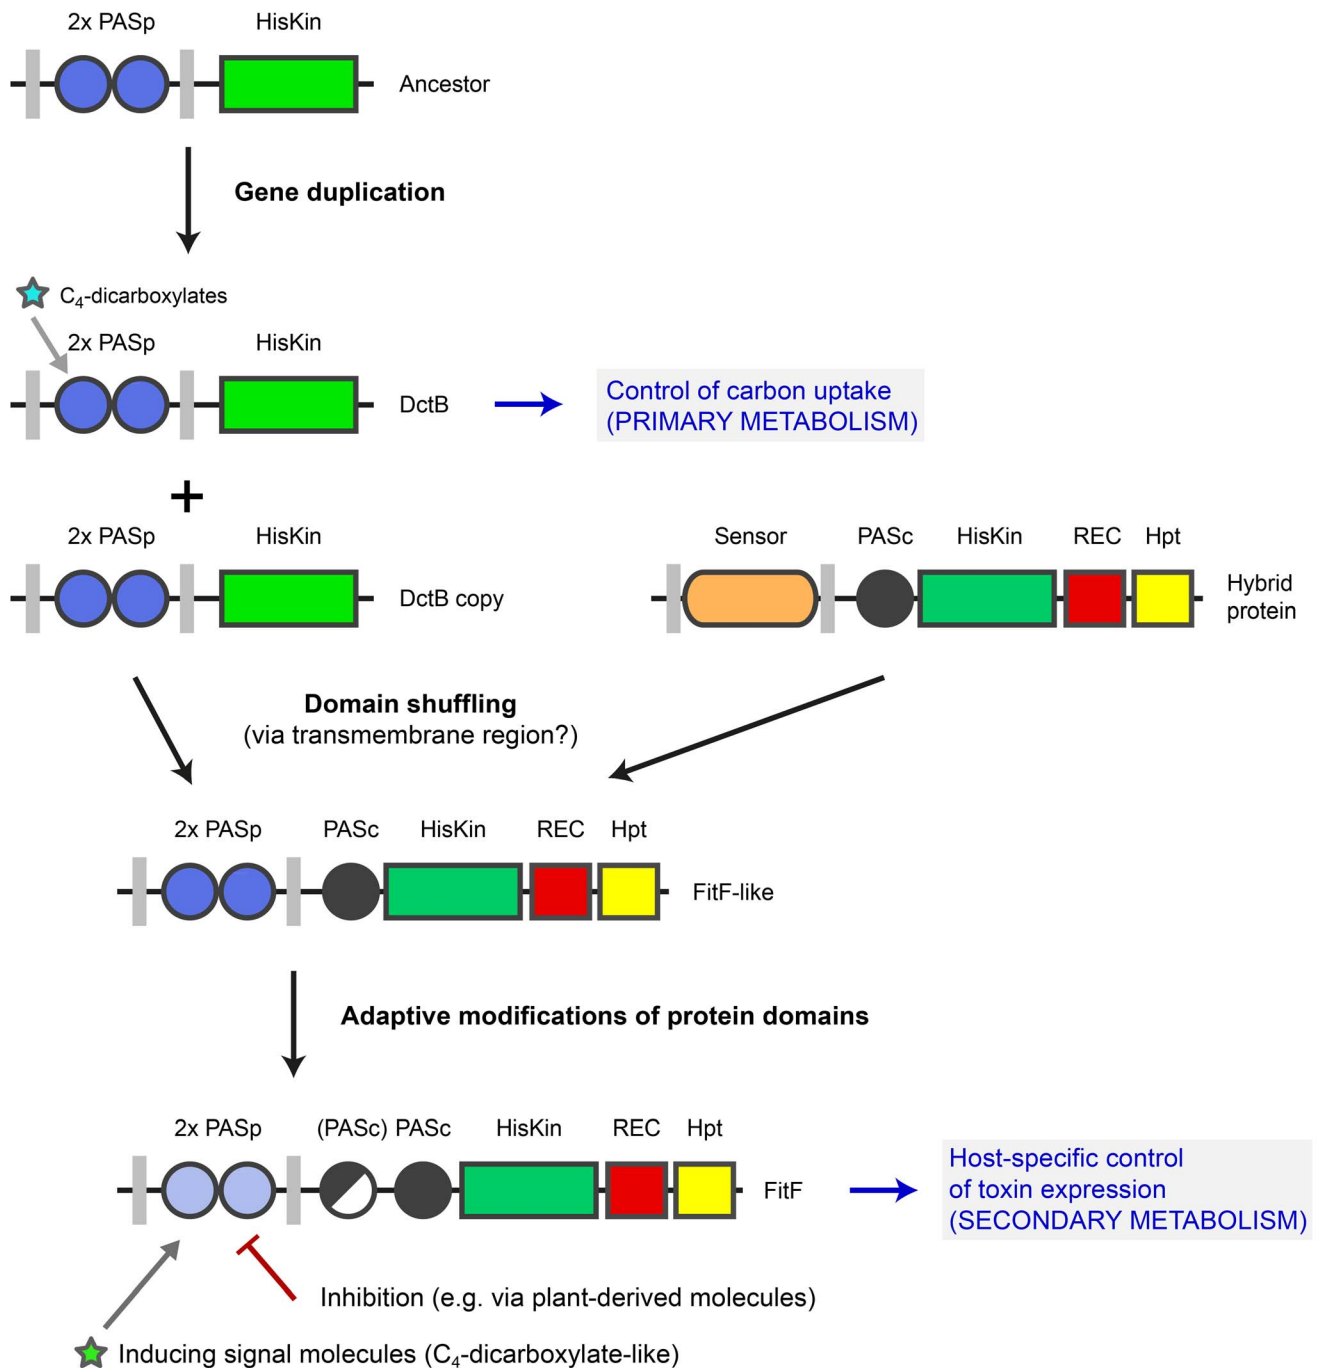 2x PASp HisKin
Ancestor
Gene duplication
C₄-dicarboxylates
2x PASp HisKin
DctB
Control of carbon uptake
(PRIMARY METABOLISM)
+
2x PASp HisKin
DctB copy
Sensor PASc HisKin REC Hpt
Hybrid
protein
Domain shuffling
(via transmembrane region?)
2x PASp PASc HisKin REC Hpt
FitF-like
Adaptive modifications of protein domains
2x PASp (PASc) PASc HisKin REC Hpt
FitF
Host-specific control
of toxin expression
(SECONDARY METABOLISM)
Inhibition (e.g. via plant-derived molecules)
Inducing signal molecules (C₄-dicarboxylate-like)